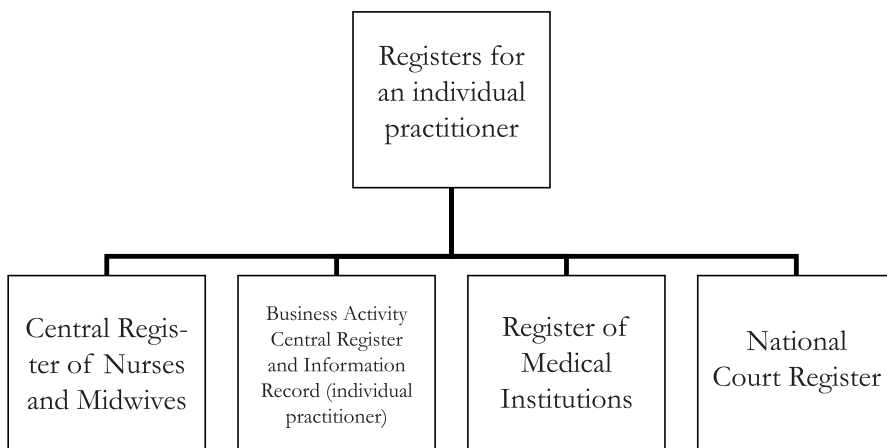 Registers for
an individual
practitioner
Central Regis-
ter of Nurses
and Midwives
Business Activity
Central Register
and Information
Record (individual
practitioner)
Register of
Medical
Institutions
National
Court Register